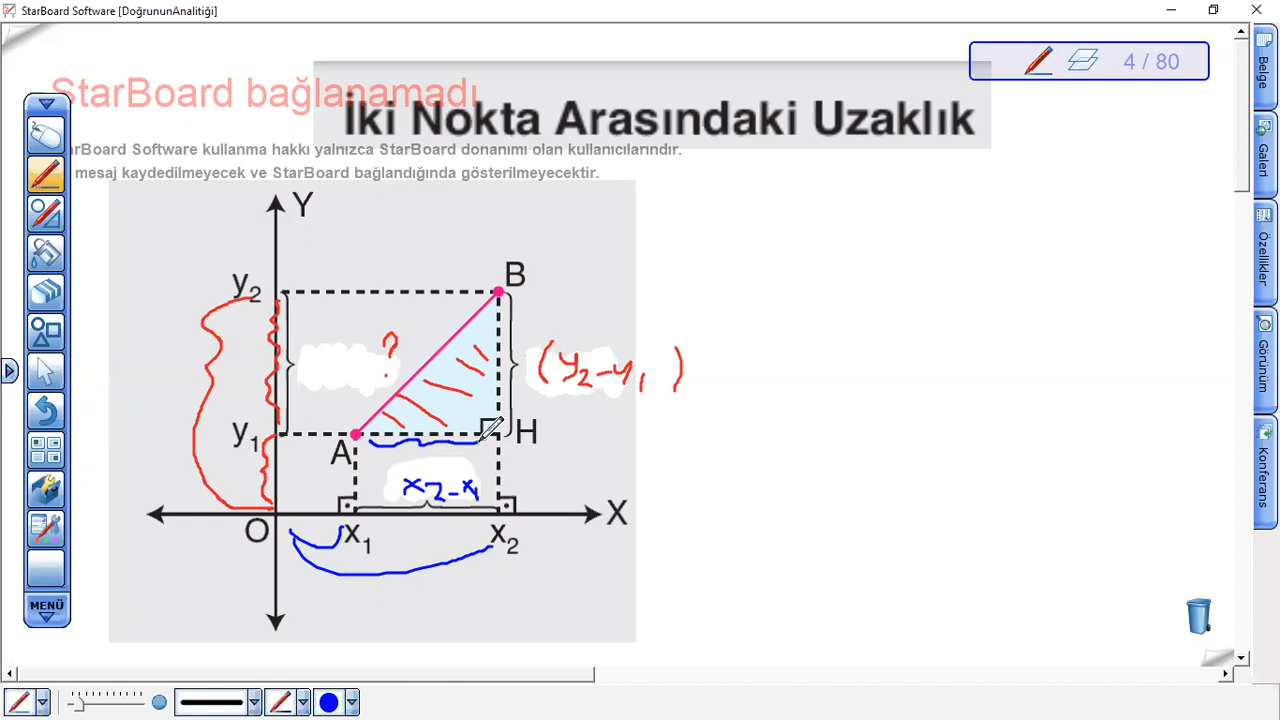 StarBoard Software [DoğrununAnalitiği]
4 / 80
StarBoard bağlanamadı
İki Nokta Arasındaki Uzaklık
arBoard Software kullanma hakkı yalnızca StarBoard donanımı olan kullanıcılarındır.
mesaj kaydedilmeyecek ve StarBoard bağlandığında gösterilmeyecektir.
Y
y2
B
?
(y2-y1)
y1
A
H
x2-x1
O
x1
x2
X
MENÜ
Belge
Galeri
Özellikler
Görünüm
Konferans